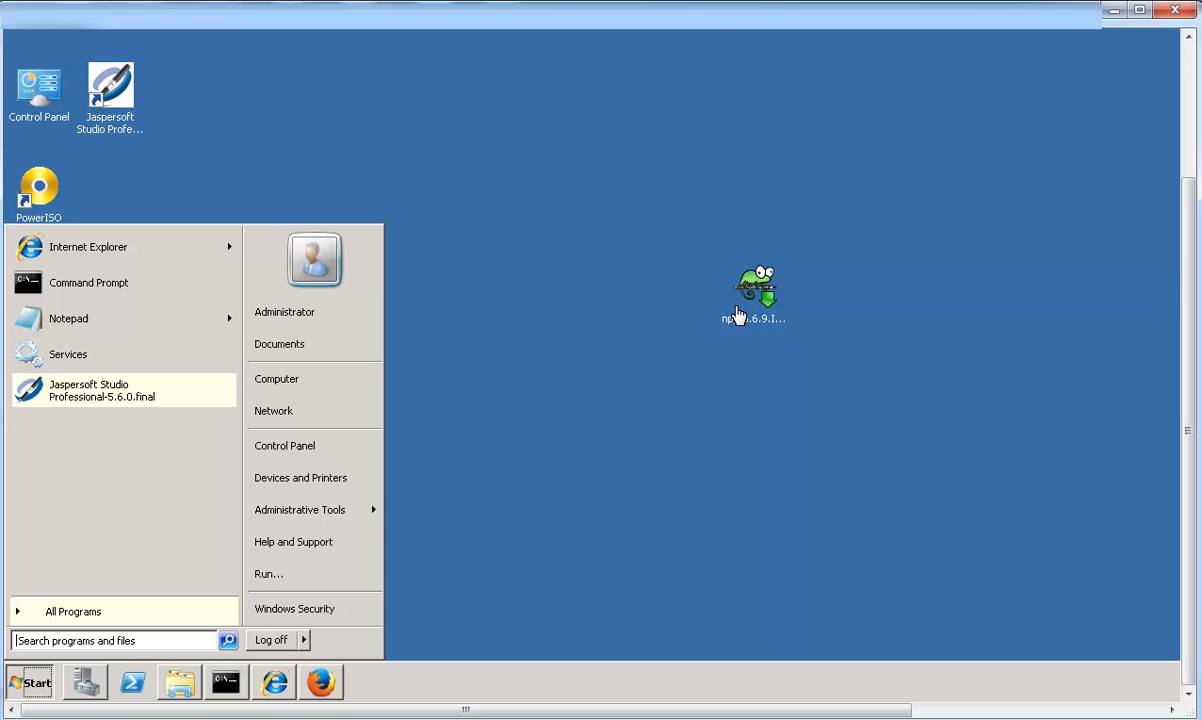 Control Panel
Jaspersoft
Studio Profe...
PowerISO
Internet Explorer
Command Prompt
Notepad
Services
Jaspersoft Studio
Professional-5.6.0.final
All Programs
Search programs and files
Administrator
Documents
Computer
Network
Control Panel
Devices and Printers
Administrative Tools
Help and Support
Run...
Windows Security
Log off
Start